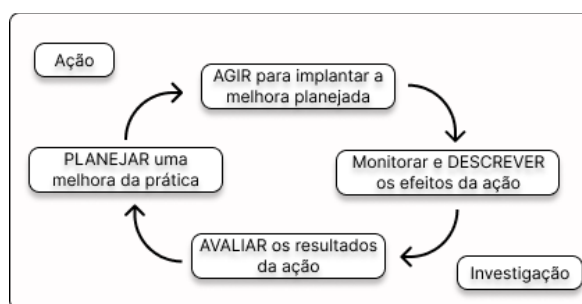 Ação
AGIR para implantar a
melhora planejada
PLANEJAR uma
melhora da prática
Monitorar e DESCREVER
os efeitos da ação
AVALIAR os resultados
da ação
Investigação